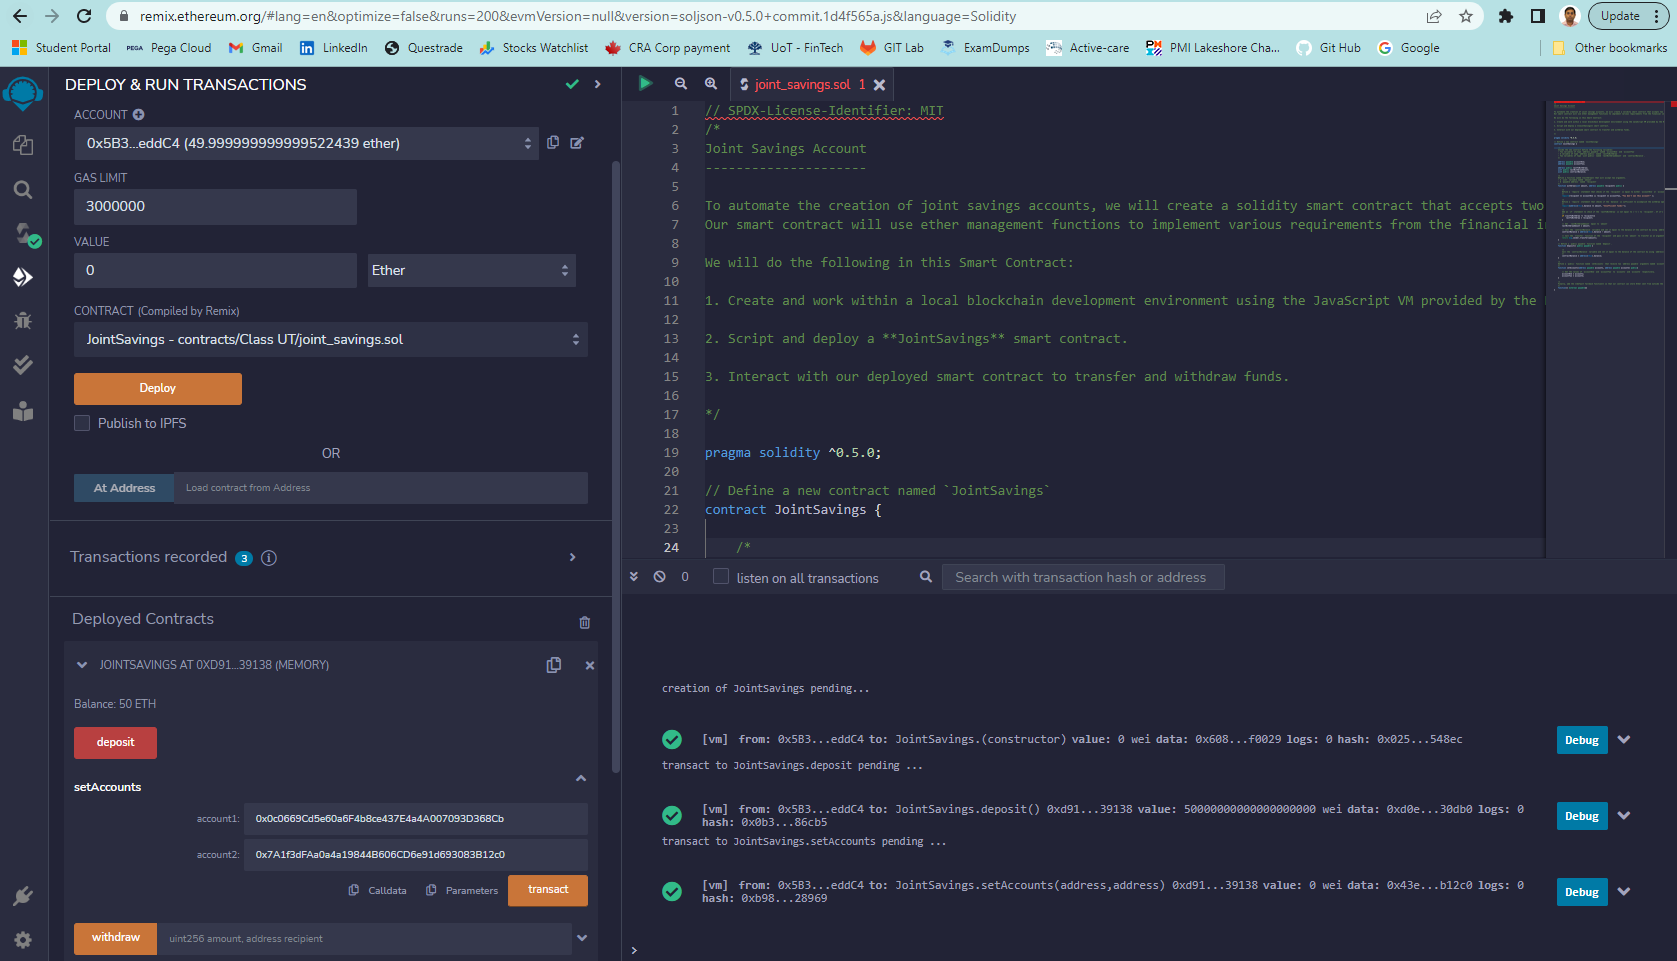 remix.ethereum.org/#lang=en&optimize=false&runs=200&evmVersion=null&version=soljson-v0.5.0+commit.1d4f565a.js&language=Solidity
Update
Student Portal
PEGA Pega Cloud
Gmail
LinkedIn
Questrade
Stocks Watchlist
CRA Corp payment
UoT - FinTech
GIT Lab
ExamDumps
Active-care
PMI Lakeshore Cha...
Git Hub
Google
Other bookmarks
DEPLOY & RUN TRANSACTIONS
ACCOUNT
0x5B3...eddC4 (49.999999999999522439 ether)
GAS LIMIT
3000000
VALUE
0
Ether
CONTRACT (Compiled by Remix)
JointSavings - contracts/Class UT/joint_savings.sol
Deploy
Publish to IPFS
OR
At Address
Load contract from Address
Transactions recorded 3
Deployed Contracts
JOINTSAVINGS AT 0XD91...39138 (MEMORY)
Balance: 50 ETH
deposit
setAccounts
account1: 0x0c0669Cd5e60a6F4b8ce437E4a4A007093D368Cb
account2: 0x7A1f3dFAa0a4a19844B606CD6e91d693083B12c0
Calldata
Parameters
transact
withdraw
uint256 amount, address recipient
joint_savings.sol 1
1 // SPDX-License-Identifier: MIT
2 /*
3 Joint Savings Account
4 ---------------------
5
6 To automate the creation of joint savings accounts, we will create a solidity smart contract that accepts two
7 Our smart contract will use ether management functions to implement various requirements from the financial i
8
9 We will do the following in this Smart Contract:
10
11 1. Create and work within a local blockchain development environment using the JavaScript VM provided by the
12
13 2. Script and deploy a **JointSavings** smart contract.
14
15 3. Interact with our deployed smart contract to transfer and withdraw funds.
16
17 */
18
19 pragma solidity ^0.5.0;
20
21 // Define a new contract named `JointSavings`
22 contract JointSavings {
23
24 /*
0
listen on all transactions
Search with transaction hash or address
creation of JointSavings pending...
[vm] from: 0x5B3...eddC4 to: JointSavings.(constructor) value: 0 wei data: 0x608...f0029 logs: 0 hash: 0x025...548ec
Debug
transact to JointSavings.deposit pending ...
[vm] from: 0x5B3...eddC4 to: JointSavings.deposit() 0xd91...39138 value: 50000000000000000000 wei data: 0xd0e...30db0 logs: 0
hash: 0x0b3...86cb5
Debug
transact to JointSavings.setAccounts pending ...
[vm] from: 0x5B3...eddC4 to: JointSavings.setAccounts(address,address) 0xd91...39138 value: 0 wei data: 0x43e...b12c0 logs: 0
hash: 0xb98...28969
Debug
>